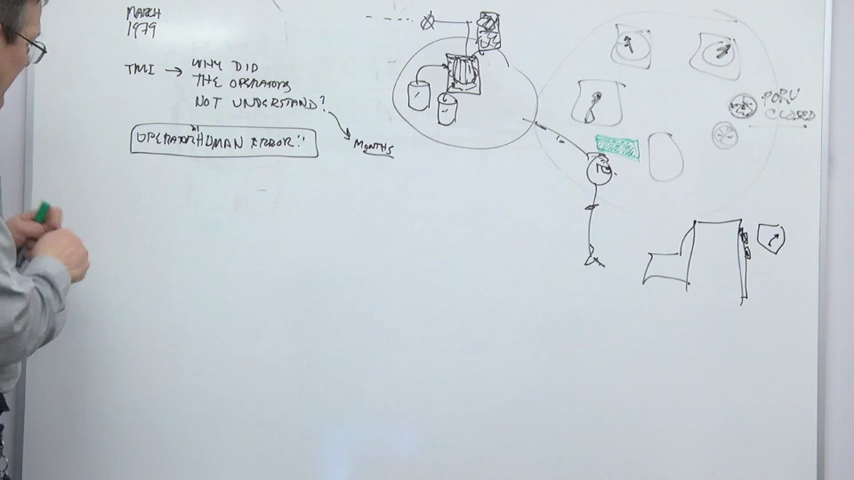 MARCH
1979
TMI → WHY DID
THE OPERATORS
NOT UNDERSTAND?
"OPERATOR HUMAN ERROR"
MONTHS
PORV
CLOSED